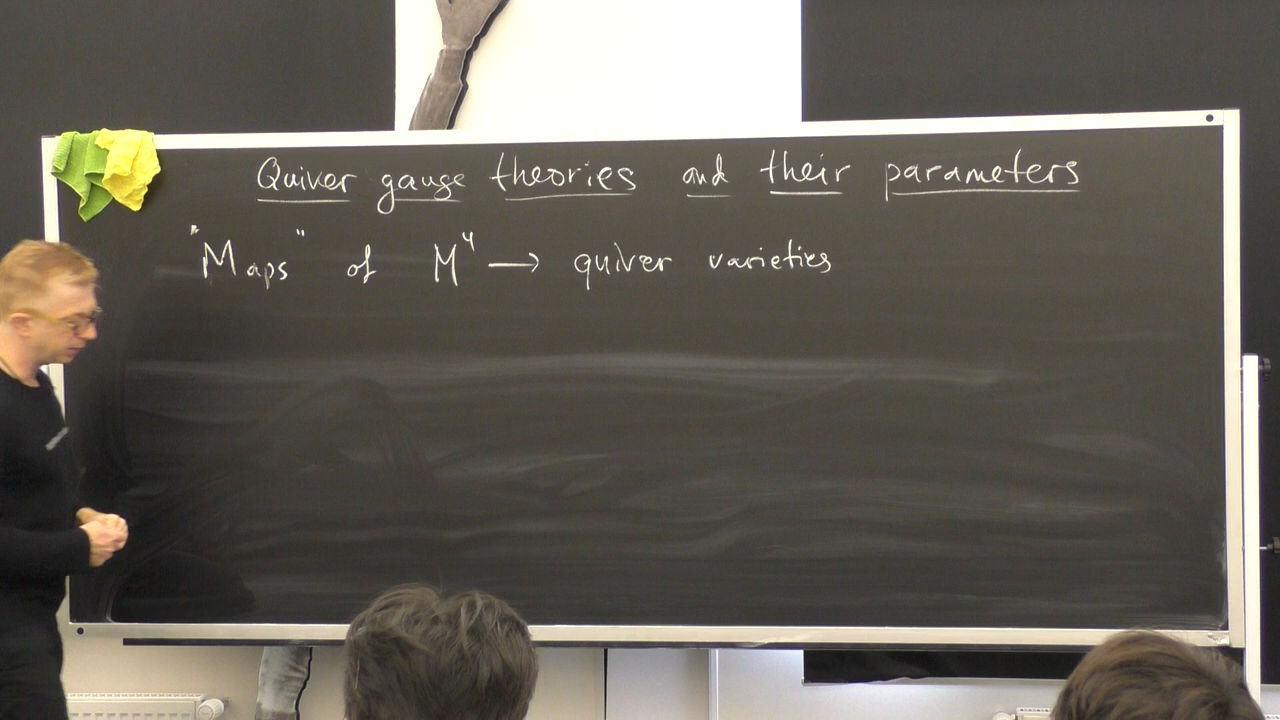 Quiver gauge theories and their parameters
"Maps" of M⁴ → quiver varieties